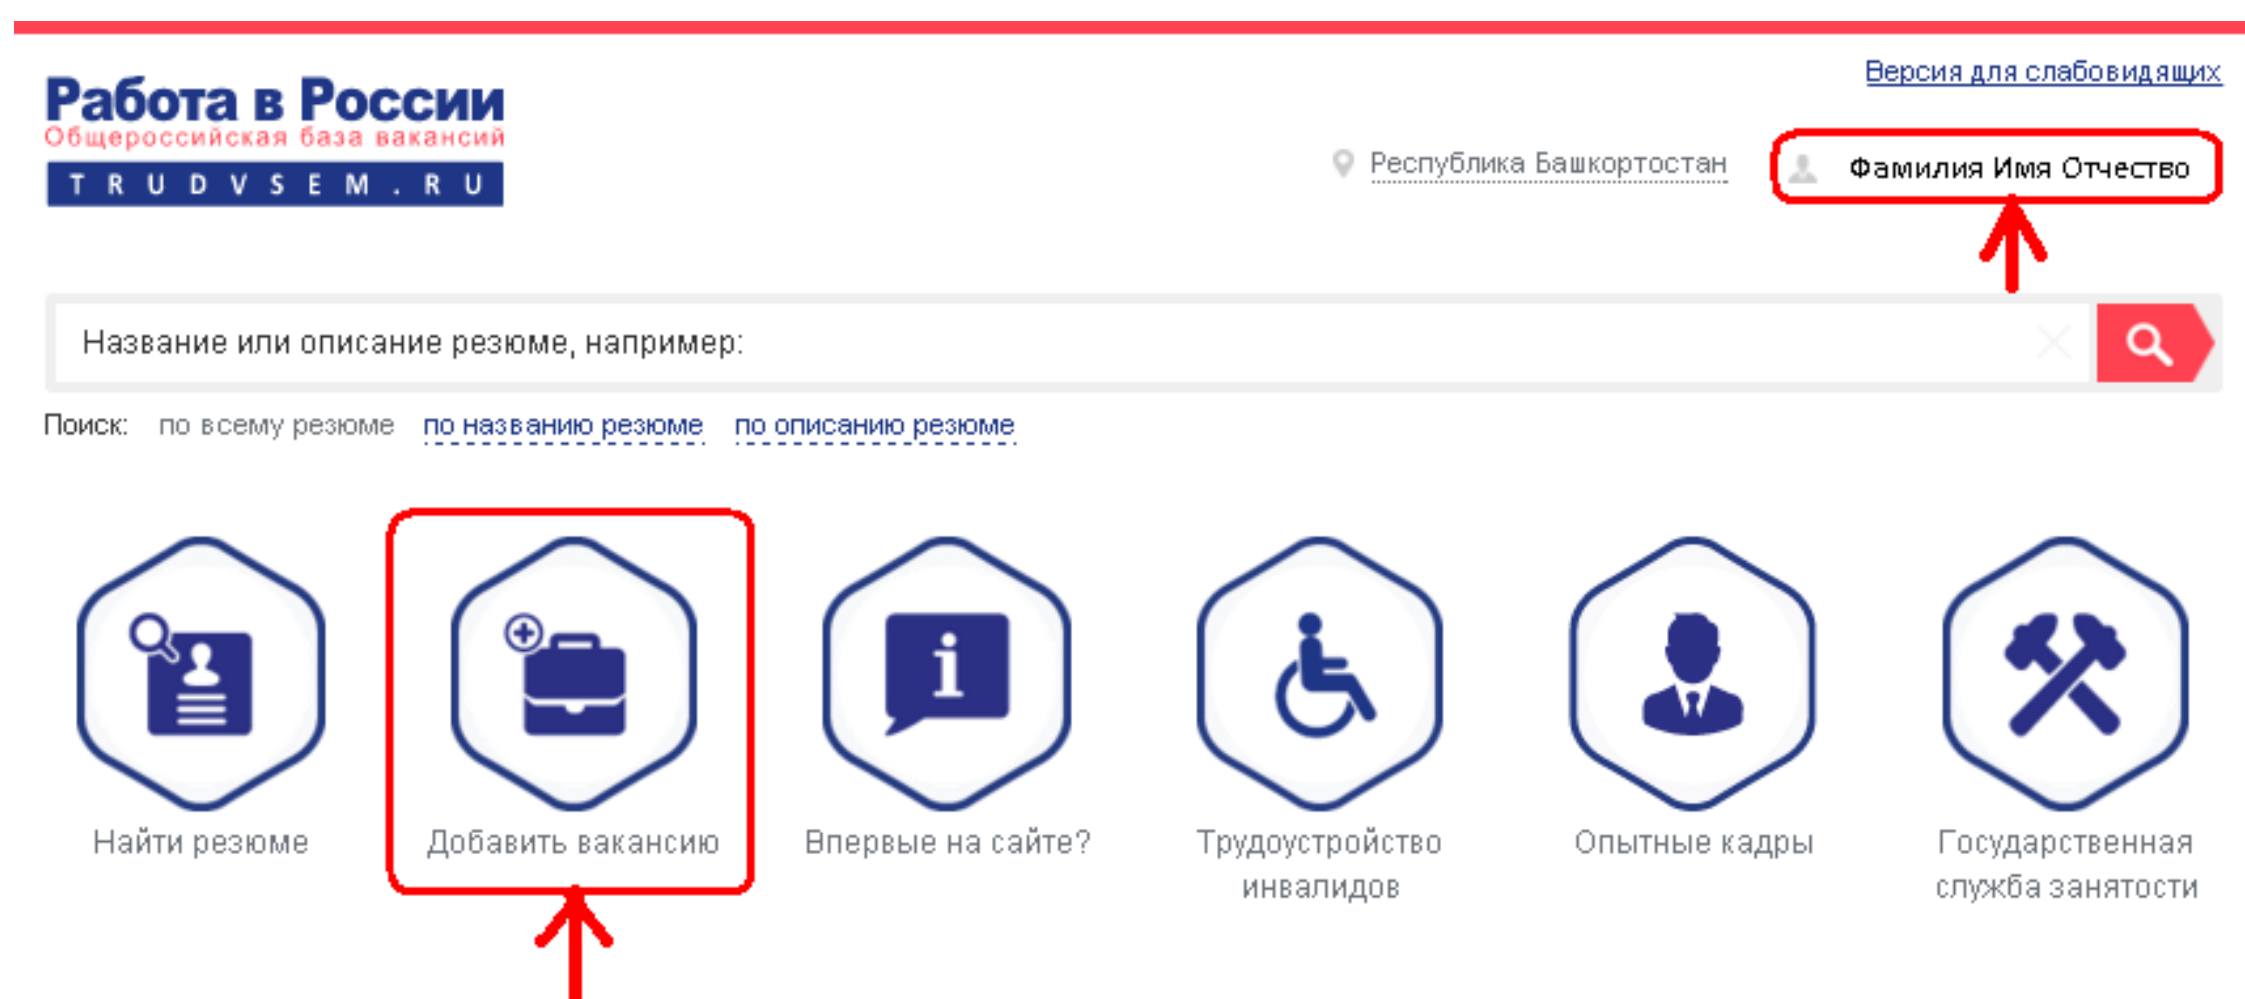 Версия для слабовидящих
Работа в России
Общероссийская база вакансий
TRUDVSEM.RU
Республика Башкортостан
Фамилия Имя Отчество
Название или описание резюме, например:
Поиск: по всему резюме по названию резюме по описанию резюме
Найти резюме
Добавить вакансию
Впервые на сайте?
Трудоустройство
инвалидов
Опытные кадры
Государственная
служба занятости